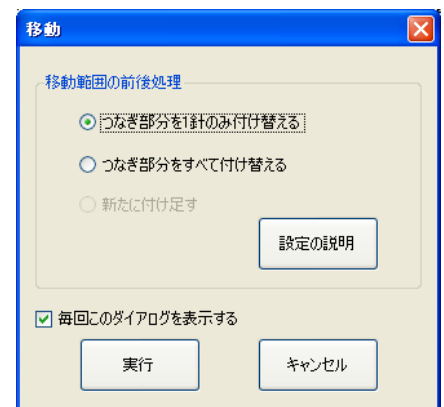 移動
移動範囲の前後処理
つなぎ部分を1針のみ付け替える
つなぎ部分をすべて付け替える
新たに付け足す
設定の説明
毎回このダイアログを表示する
実行
キャンセル